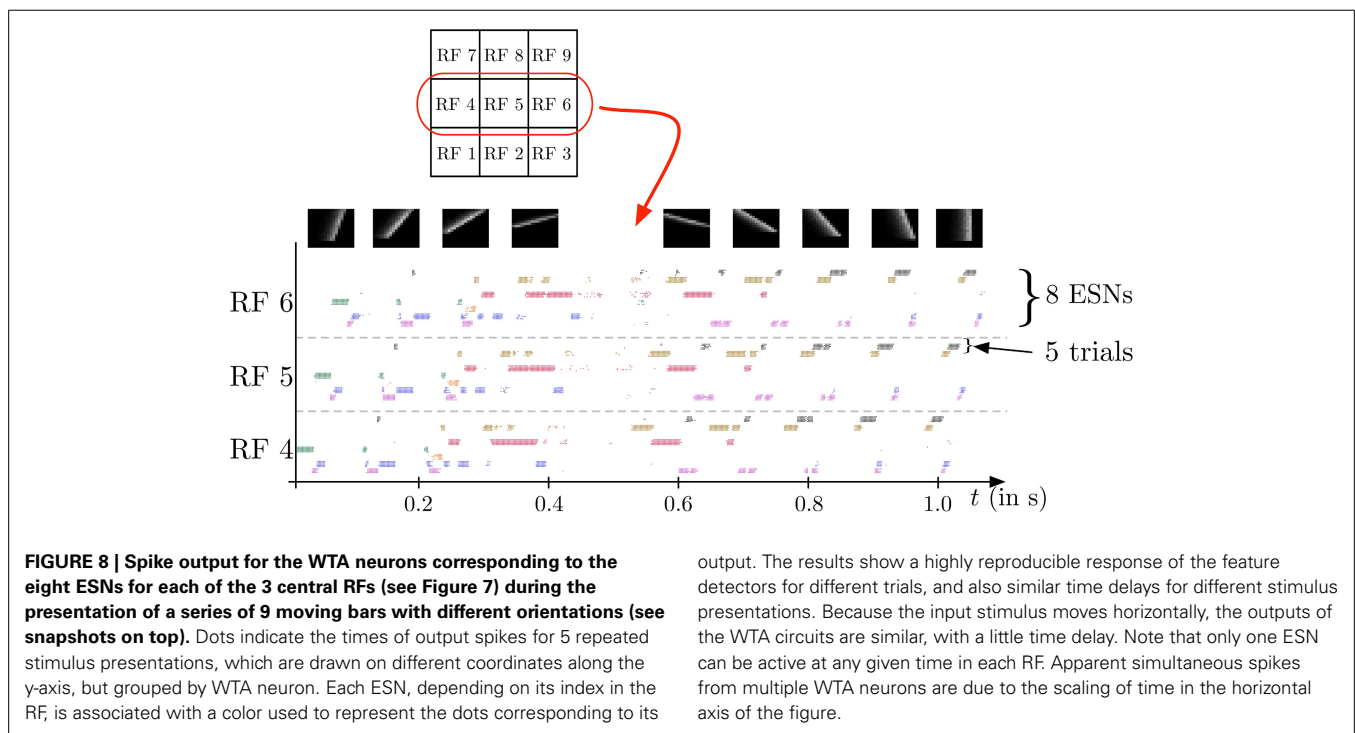 RF 7 RF 8 RF 9
RF 4 RF 5 RF 6
RF 1 RF 2 RF 3
RF 6
8 ESNs
RF 5
5 trials
RF 4
0.2 0.4 0.6 0.8 1.0 t (in s)
FIGURE 8 | Spike output for the WTA neurons corresponding to the
eight ESNs for each of the 3 central RFs (see Figure 7) during the
presentation of a series of 9 moving bars with different orientations (see
snapshots on top). Dots indicate the times of output spikes for 5 repeated
stimulus presentations, which are drawn on different coordinates along the
y-axis, but grouped by WTA neuron. Each ESN, depending on its index in the
RF, is associated with a color used to represent the dots corresponding to its
output. The results show a highly reproducible response of the feature
detectors for different trials, and also similar time delays for different stimulus
presentations. Because the input stimulus moves horizontally, the outputs of
the WTA circuits are similar, with a little time delay. Note that only one ESN
can be active at any given time in each RF. Apparent simultaneous spikes
from multiple WTA neurons are due to the scaling of time in the horizontal
axis of the figure.